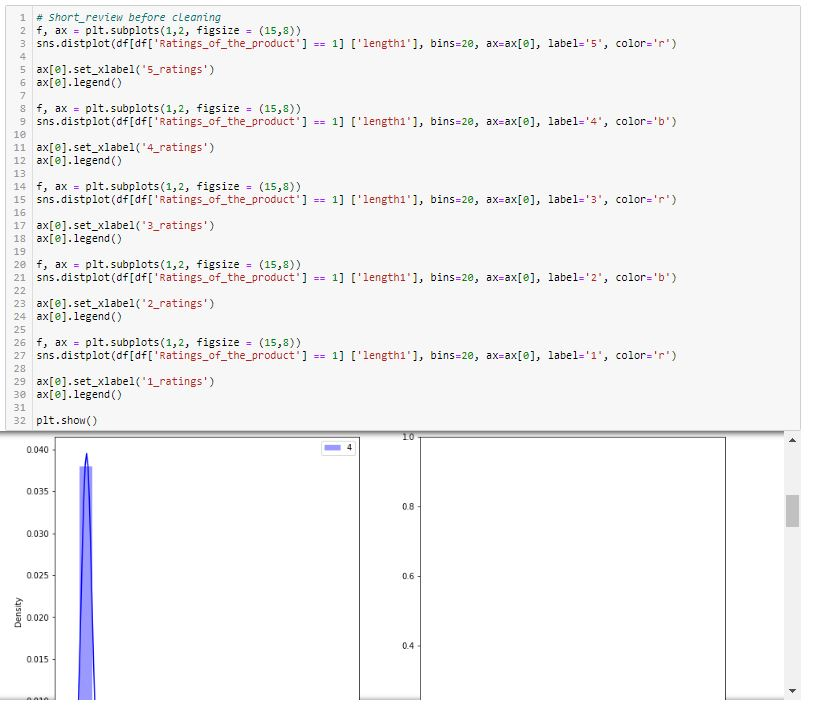 1 # Short_review before cleaning
2 f, ax = plt.subplots(1,2, figsize = (15,8))
3 sns.distplot(df[df['Ratings_of_the_product'] == 1] ['length1'], bins=20, ax=ax[0], label='5', color='r')
4
5 ax[0].set_xlabel('5_ratings')
6 ax[0].legend()
7
8 f, ax = plt.subplots(1,2, figsize = (15,8))
9 sns.distplot(df[df['Ratings_of_the_product'] == 1] ['length1'], bins=20, ax=ax[0], label='4', color='b')
10
11 ax[0].set_xlabel('4_ratings')
12 ax[0].legend()
13
14 f, ax = plt.subplots(1,2, figsize = (15,8))
15 sns.distplot(df[df['Ratings_of_the_product'] == 1] ['length1'], bins=20, ax=ax[0], label='3', color='r')
16
17 ax[0].set_xlabel('3_ratings')
18 ax[0].legend()
19
20 f, ax = plt.subplots(1,2, figsize = (15,8))
21 sns.distplot(df[df['Ratings_of_the_product'] == 1] ['length1'], bins=20, ax=ax[0], label='2', color='b')
22
23 ax[0].set_xlabel('2_ratings')
24 ax[0].legend()
25
26 f, ax = plt.subplots(1,2, figsize = (15,8))
27 sns.distplot(df[df['Ratings_of_the_product'] == 1] ['length1'], bins=20, ax=ax[0], label='1', color='r')
28
29 ax[0].set_xlabel('1_ratings')
30 ax[0].legend()
31
32 plt.show()
4
0.040
0.035
0.030
0.025
0.020
0.015
Density
1.0
0.8
0.6
0.4